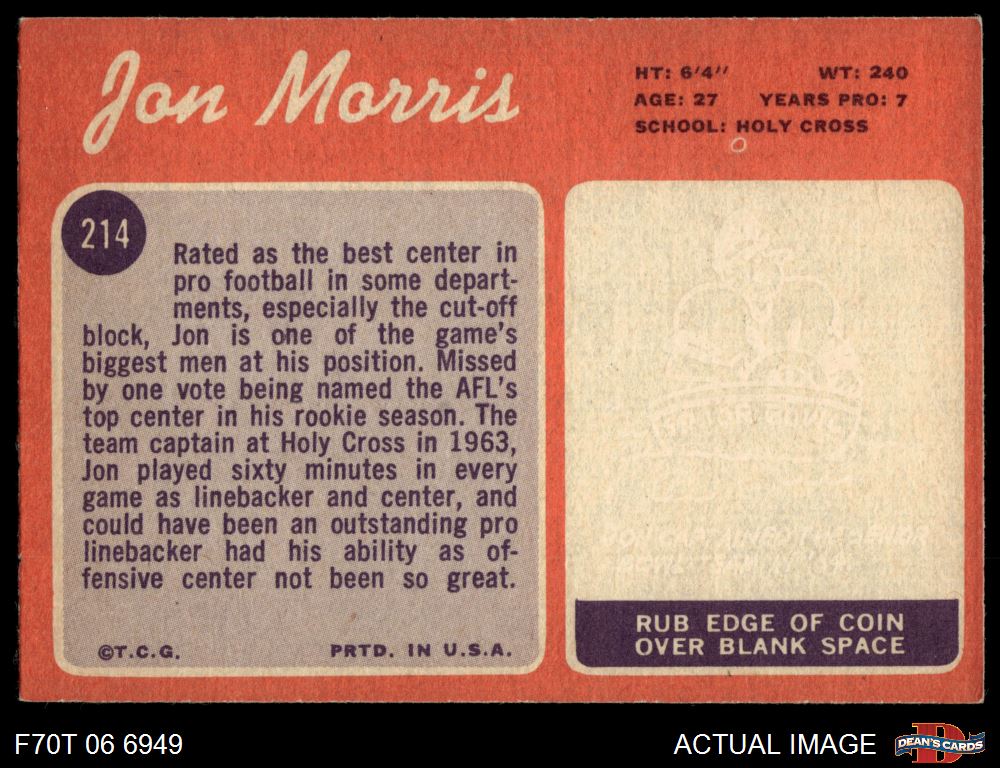 Jon Morris
HT: 6'4" WT: 240
AGE: 27 YEARS PRO: 7
SCHOOL: HOLY CROSS
214
Rated as the best center in
pro football in some depart-
ments, especially the cut-off
block, Jon is one of the game's
biggest men at his position. Missed
by one vote being named the AFL's
top center in his rookie season. The
team captain at Holy Cross in 1963,
Jon played sixty minutes in every
game as linebacker and center, and
could have been an outstanding pro
linebacker had his ability as of-
fensive center not been so great.
©T.C.G. PRTD. IN U.S.A.
RUB EDGE OF COIN
OVER BLANK SPACE
F70T 06 6949
ACTUAL IMAGE
D
DEAN'S CARDS